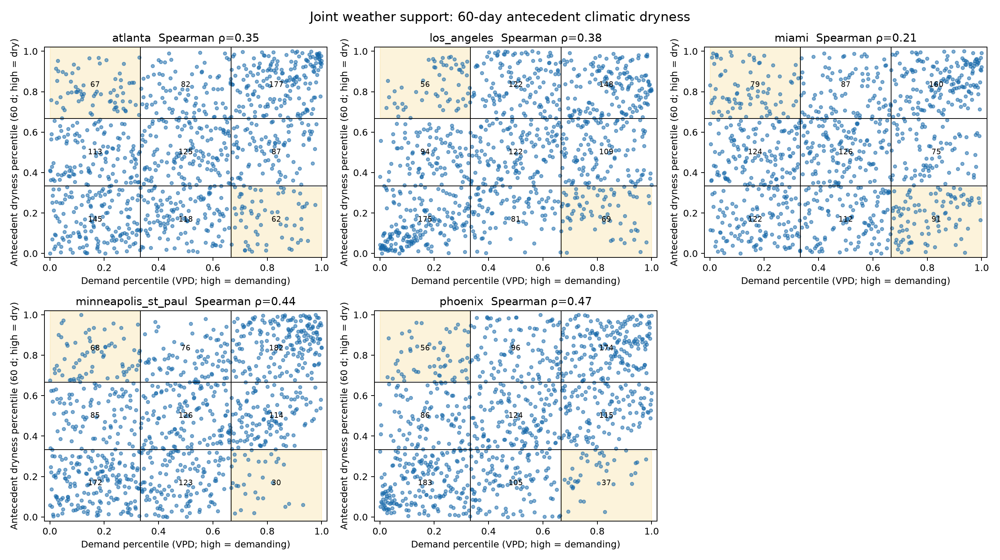 Joint weather support: 60-day antecedent climatic dryness
atlanta Spearman ρ=0.35
Antecedent dryness percentile (60 d; high = dry)
1.0
0.8
0.6
0.4
0.2
0.0
67 82 177
113 125 87
145 118 62
0.0 0.2 0.4 0.6 0.8 1.0
Demand percentile (VPD; high = demanding)
los_angeles Spearman ρ=0.38
Antecedent dryness percentile (60 d; high = dry)
1.0
0.8
0.6
0.4
0.2
0.0
56 122 148
94 122 109
175 81 69
0.0 0.2 0.4 0.6 0.8 1.0
Demand percentile (VPD; high = demanding)
miami Spearman ρ=0.21
Antecedent dryness percentile (60 d; high = dry)
1.0
0.8
0.6
0.4
0.2
0.0
79 87 160
124 126 75
122 112 91
0.0 0.2 0.4 0.6 0.8 1.0
Demand percentile (VPD; high = demanding)
minneapolis_st_paul Spearman ρ=0.44
Antecedent dryness percentile (60 d; high = dry)
1.0
0.8
0.6
0.4
0.2
0.0
68 76 182
85 126 114
172 123 30
0.0 0.2 0.4 0.6 0.8 1.0
Demand percentile (VPD; high = demanding)
phoenix Spearman ρ=0.47
Antecedent dryness percentile (60 d; high = dry)
1.0
0.8
0.6
0.4
0.2
0.0
56 96 174
86 124 115
183 105 37
0.0 0.2 0.4 0.6 0.8 1.0
Demand percentile (VPD; high = demanding)